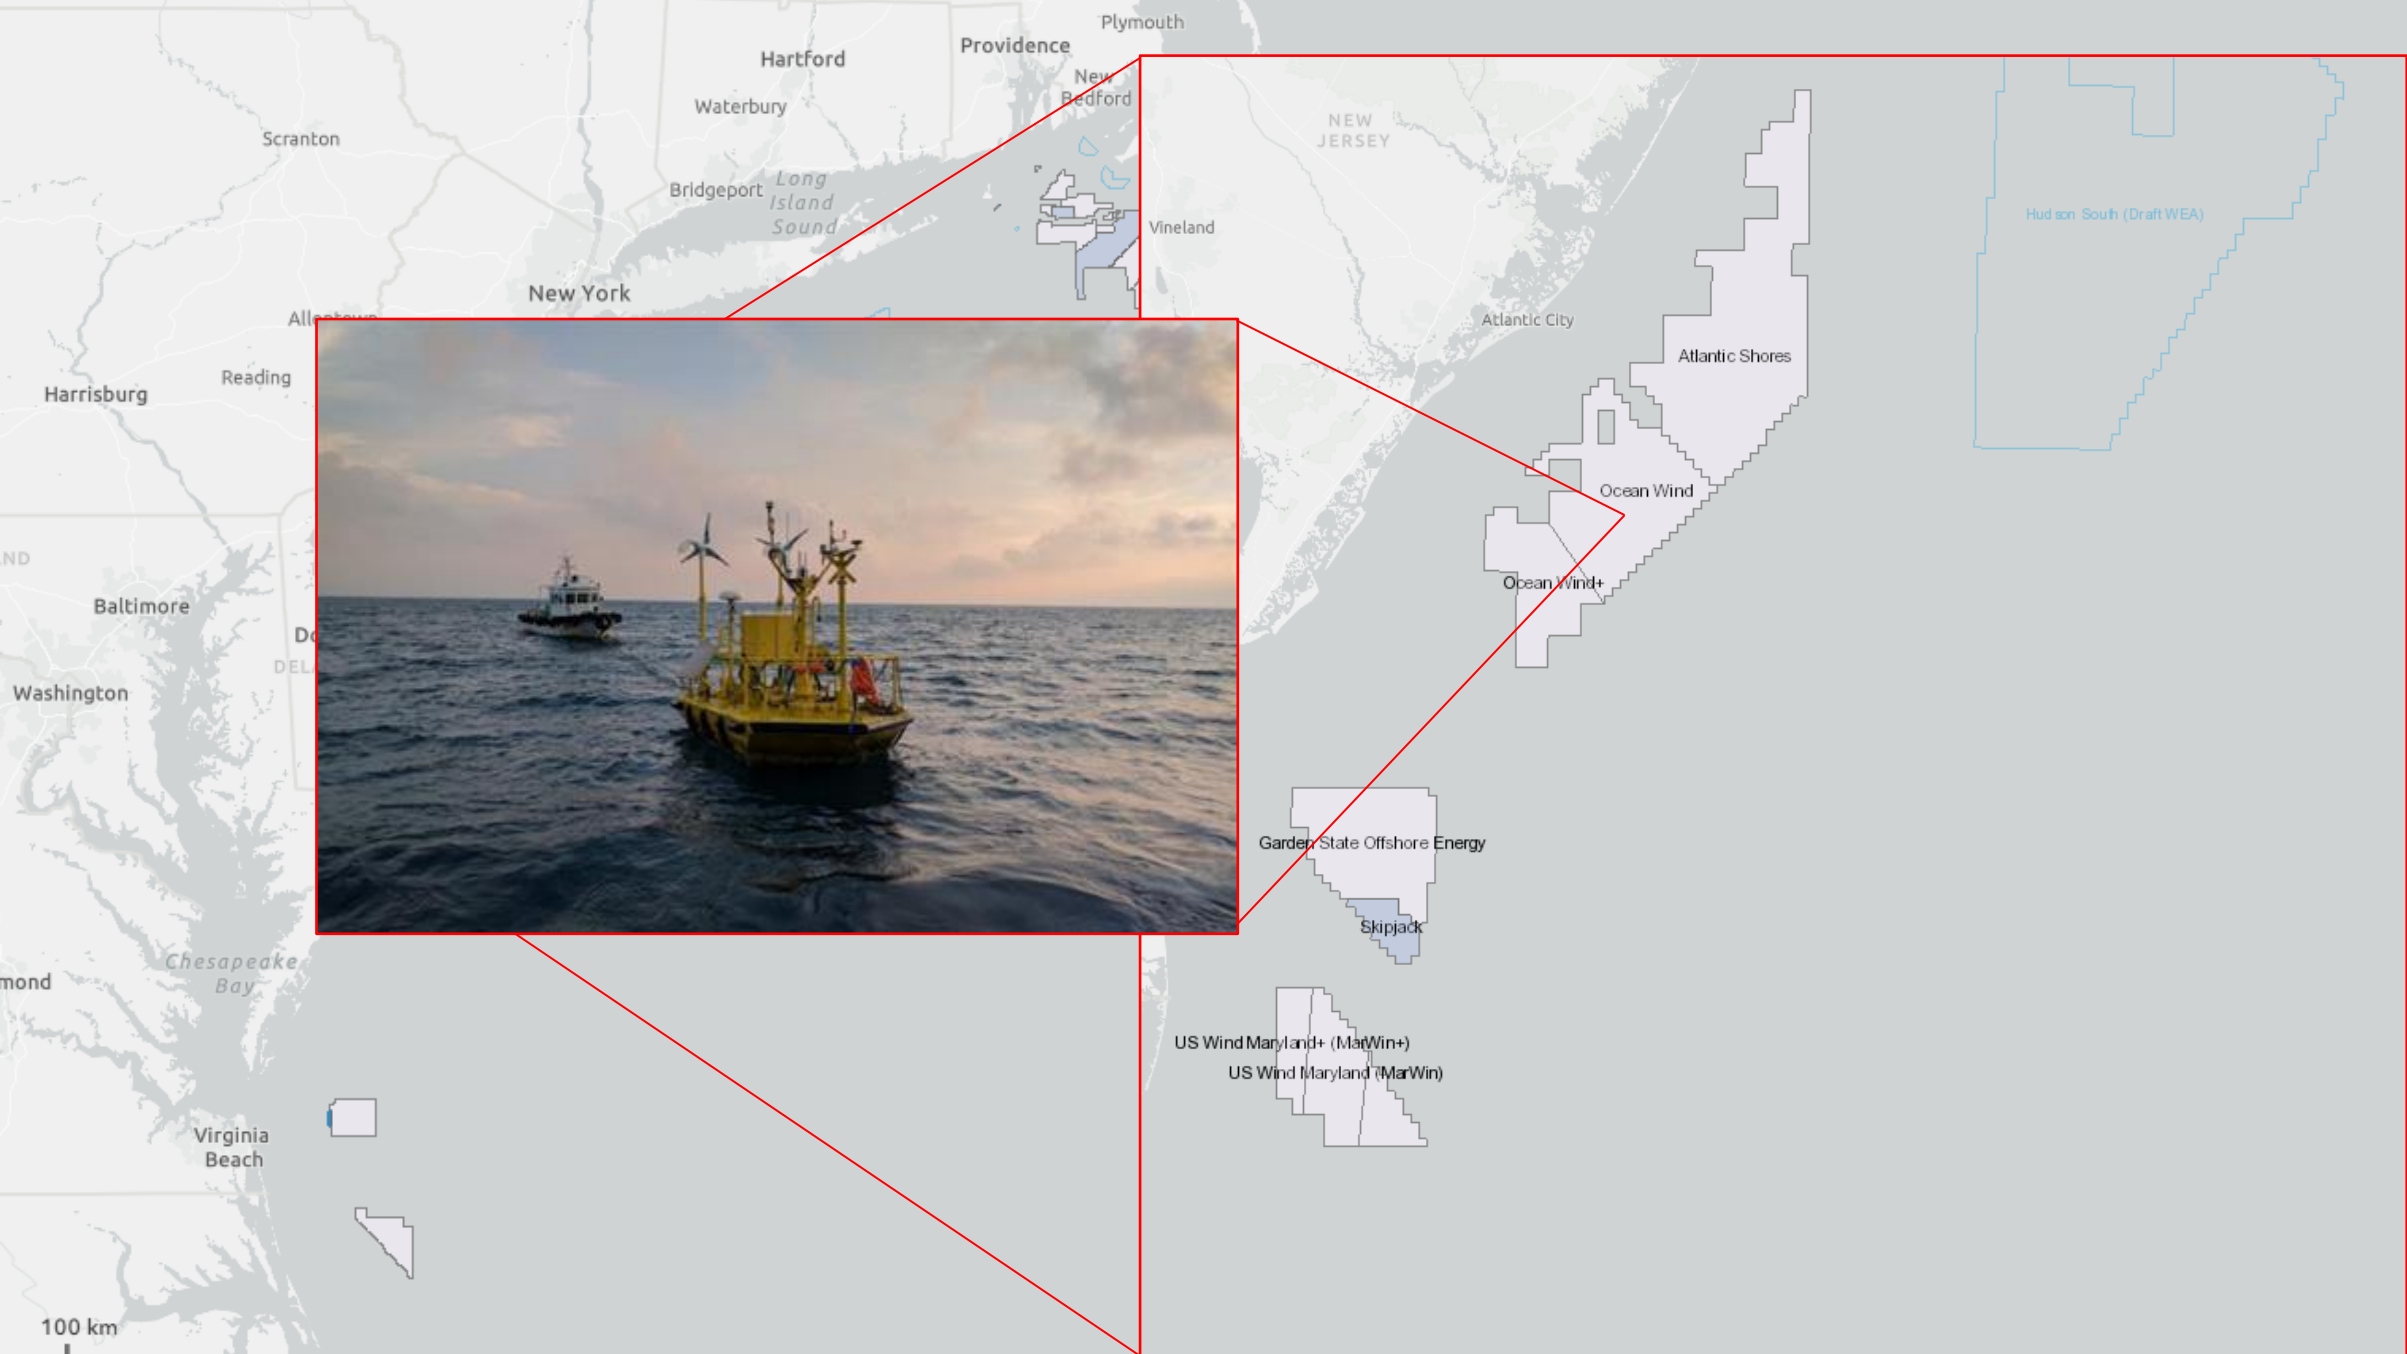 Plymouth
Providence
Hartford
New
Bedford
Waterbury
Scranton
Long
Island
Sound
Bridgeport
New York
Reading
Harrisburg
Baltimore
Washington
Chesapeake
Bay
Virginia
Beach
100 km
NEW
JERSEY
Vineland
Atlantic City
Hudson South (Draft WEA)
Atlantic Shores
Ocean Wind
Ocean Wind+
Garden State Offshore Energy
Skipjack
US Wind Maryland+ (MarWin+)
US Wind Maryland (MarWin)